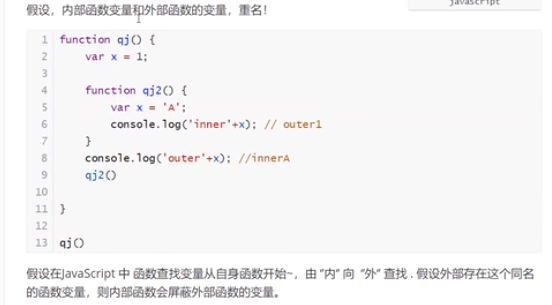 javascript
假设，内部函数变量和外部函数的变量，重名！
1 function qj() {
2 var x = 1;
3
4 function qj2() {
5 var x = 'A';
6 console.log('inner'+x); // outer1
7 }
8 console.log('outer'+x); //innerA
9 qj2()
10
11 }
12
13 qj()
假设在JavaScript 中 函数查找变量从自身函数开始~，由 “内” 向 “外” 查找 . 假设外部存在这个同名
的函数变量，则内部函数会屏蔽外部函数的变量。